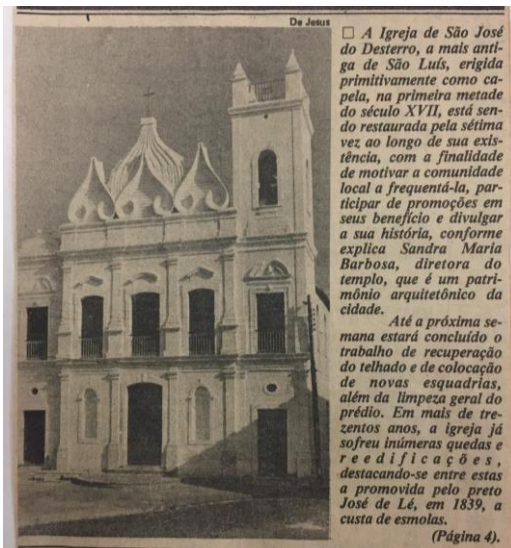 De Jesus
☐ A Igreja de São José
do Desterro, a mais anti-
ga de São Luís, erigida
primitivamente como ca-
pela, na primeira metade
do século XVII, está sen-
do restaurada pela sétima
vez ao longo de sua exis-
tência, com a finalidade
de motivar a comunidade
local a frequentá-la, par-
ticipar de promoções em
seus benefício e divulgar
a sua história, conforme
explica Sandra Maria
Barbosa, diretora do
templo, que é um patri-
mônio arquitetônico da
cidade.
Até a próxima se-
mana estará concluído o
trabalho de recuperação
do telhado e de colocação
de novas esquadrias,
além da limpeza geral do
prédio. Em mais de tre-
zentos anos, a igreja já
sofreu inúmeras quedas e
reedificações,
destacando-se entre estas
a promovida pelo preto
José de Lé, em 1839, a
custa de esmolas.
(Página 4).